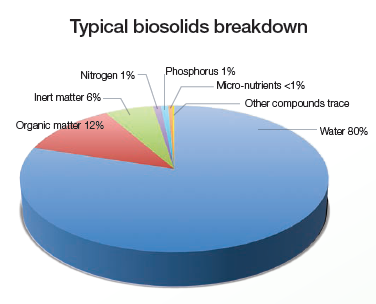 Typical biosolids breakdown
Nitrogen 1%
Phosphorus 1%
Micro-nutrients <1%
Inert matter 6%
Other compounds trace
Organic matter 12%
Water 80%